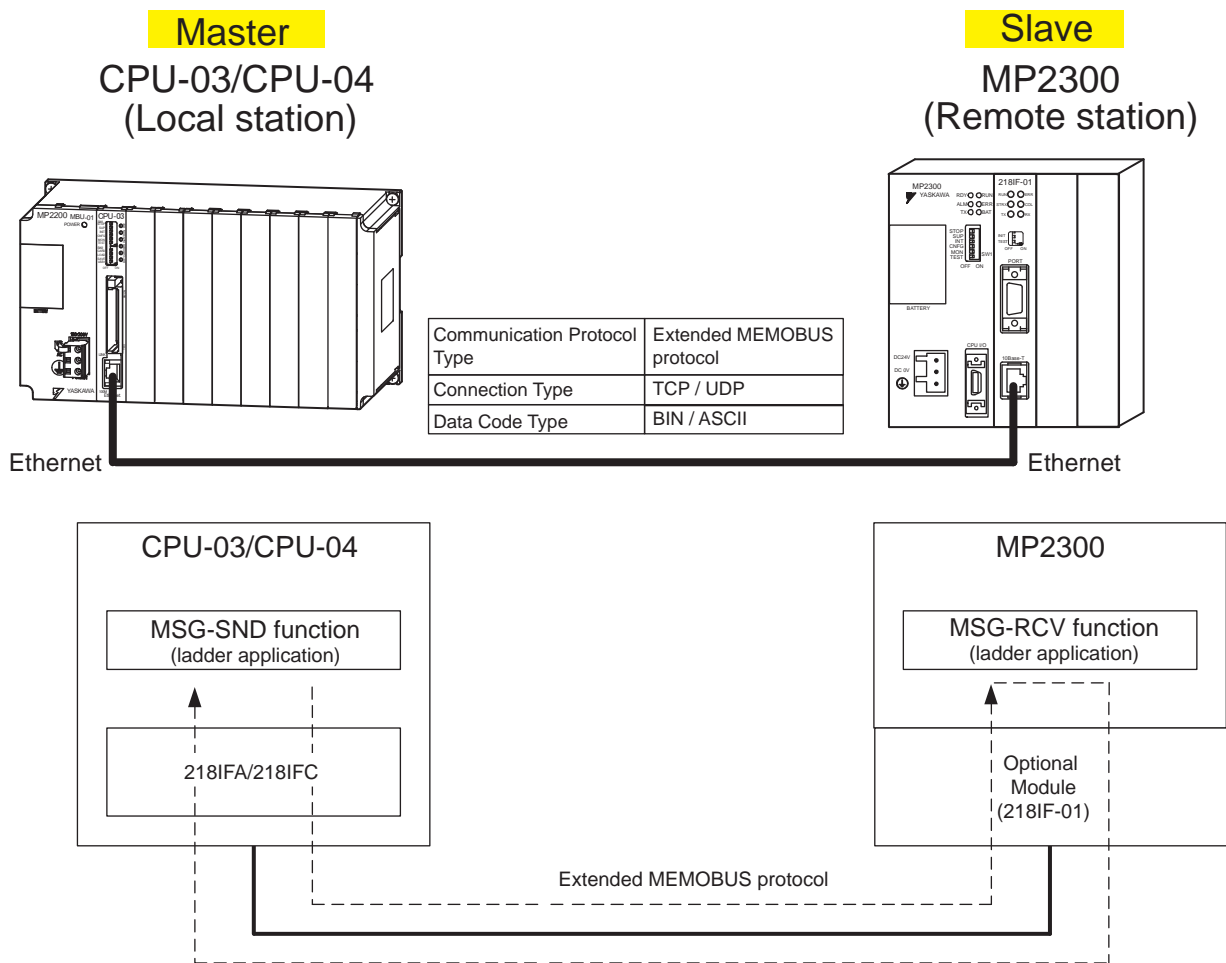 Master
CPU-03/CPU-04
(Local station)
Slave
MP2300
(Remote station)
MP2200 MBU-01 CPU-03
POWER
OFF ON
YASKAWA
Communication Protocol Type
Extended MEMOBUS protocol
Connection Type
TCP / UDP
Data Code Type
BIN / ASCII
MP2300
YASKAWA
RDY RUN
ALM ERR
TX BAT
STOP
SUP
INT
CNFG
MON
TEST
SW1
OFF ON
BATTERY
DC24V
DC 0V
CPU I/O
218IF-01
RUN ERR
STRX COL
TX RX
INIT
TEST
OFF ON
PORT
10Base-T
Ethernet
Ethernet
CPU-03/CPU-04
MSG-SND function
(ladder application)
218IFA/218IFC
MP2300
MSG-RCV function
(ladder application)
Optional
Module
(218IF-01)
Extended MEMOBUS protocol